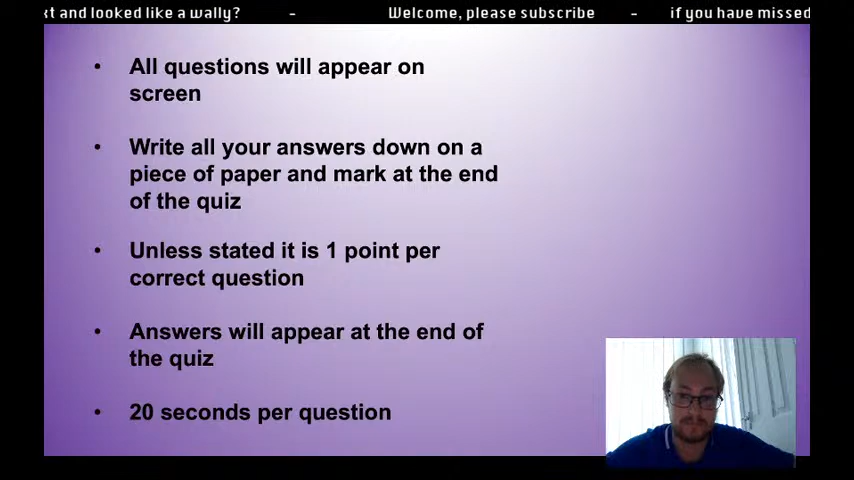 xt and looked like a wally? - Welcome, please subscribe - if you have missed
• All questions will appear on
screen
• Write all your answers down on a
piece of paper and mark at the end
of the quiz
• Unless stated it is 1 point per
correct question
• Answers will appear at the end of
the quiz
• 20 seconds per question